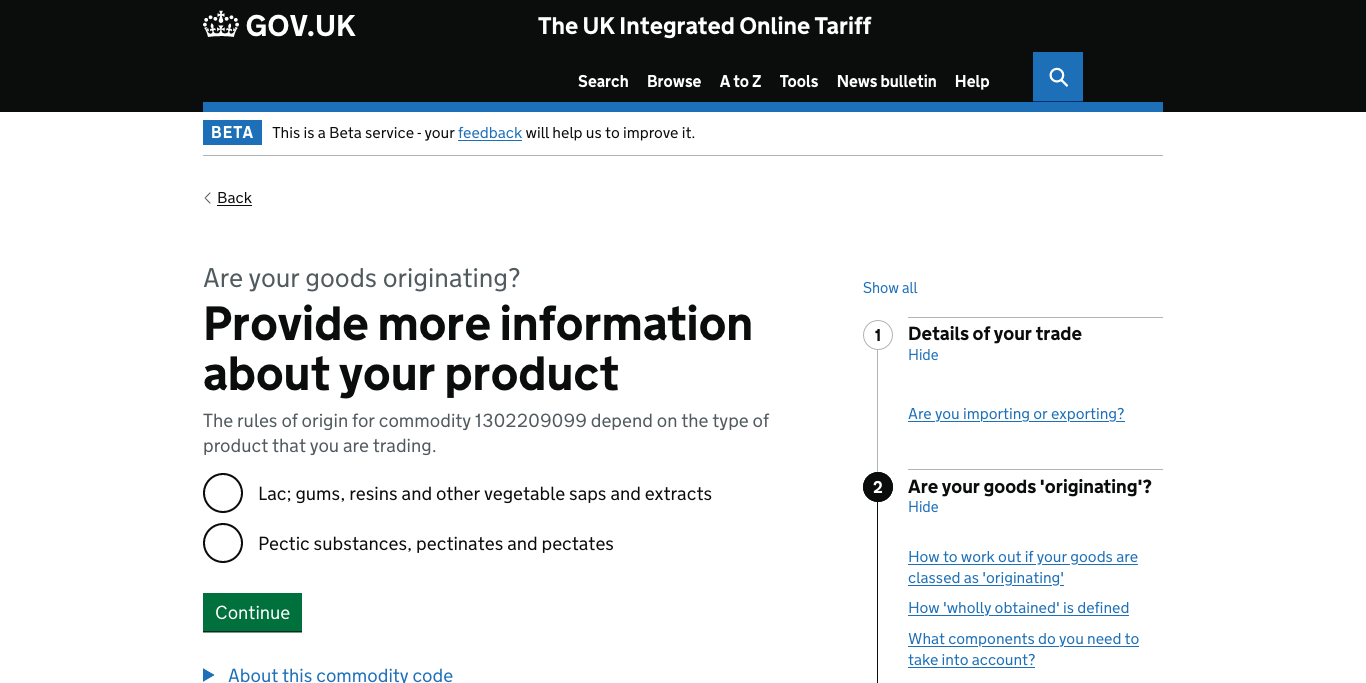 GOV.UK
The UK Integrated Online Tariff
Search Browse A to Z Tools News bulletin Help
BETA This is a Beta service - your feedback will help us to improve it.
Back
Are your goods originating?
Provide more information
about your product
The rules of origin for commodity 1302209099 depend on the type of
product that you are trading.
Lac; gums, resins and other vegetable saps and extracts
Pectic substances, pectinates and pectates
Continue
About this commodity code
Show all
1 Details of your trade
Hide
Are you importing or exporting?
2 Are your goods 'originating'?
Hide
How to work out if your goods are
classed as 'originating'
How 'wholly obtained' is defined
What components do you need to
take into account?